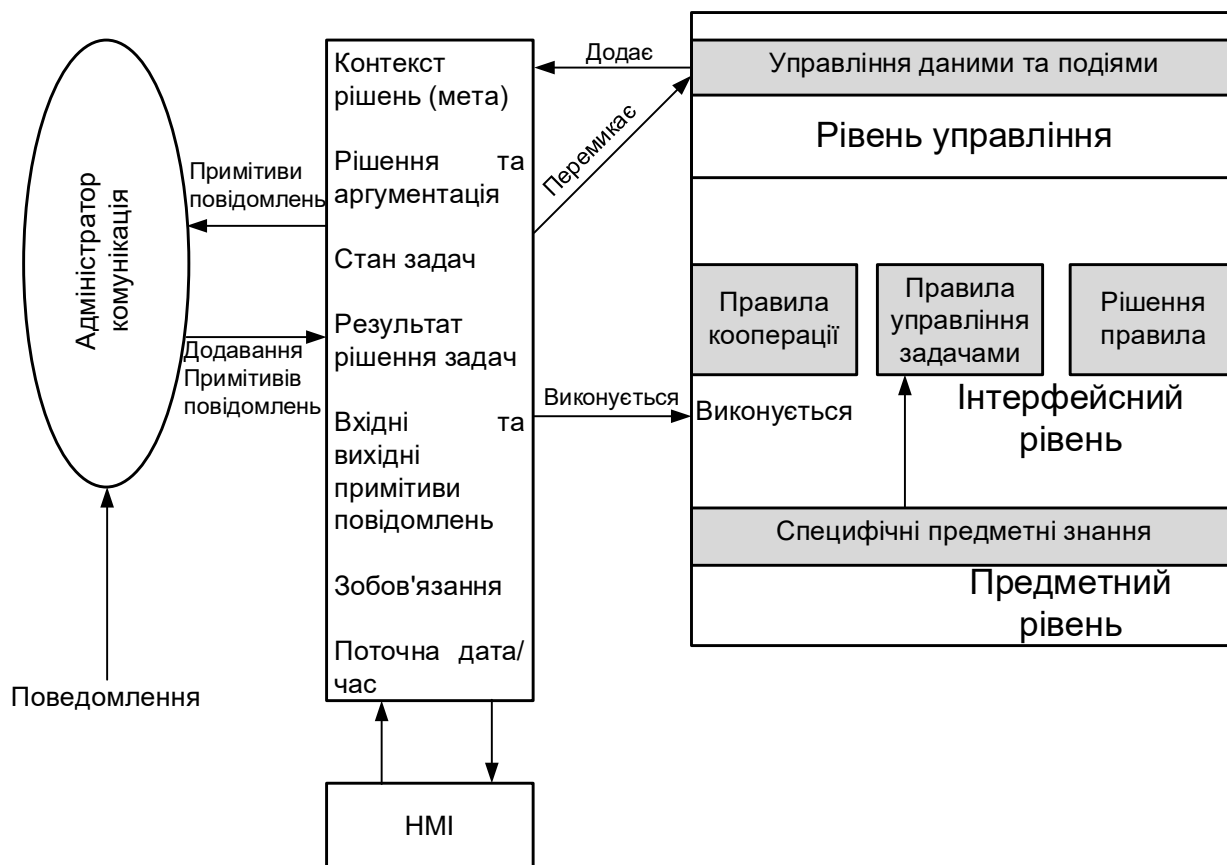 Адміністратор
комунікація
Поведомлення
Примітиви
повідомлень
Додавання
Примітивів
повідомлень
Контекст
рішень (мета)
Рішення та
аргументація
Стан задач
Результат
рішення задач
Вхідні та
вихідні
примітиви
повідомлень
Зобов'язання
Поточна дата/
час
HMI
Додає
Перемикає
Виконується
Управління даними та подіями
Рівень управління
Правила
кооперації
Правила
управління
задачами
Рішення
правила
Виконується
Інтерфейсний
рівень
Специфічні предметні знання
Предметний
рівень